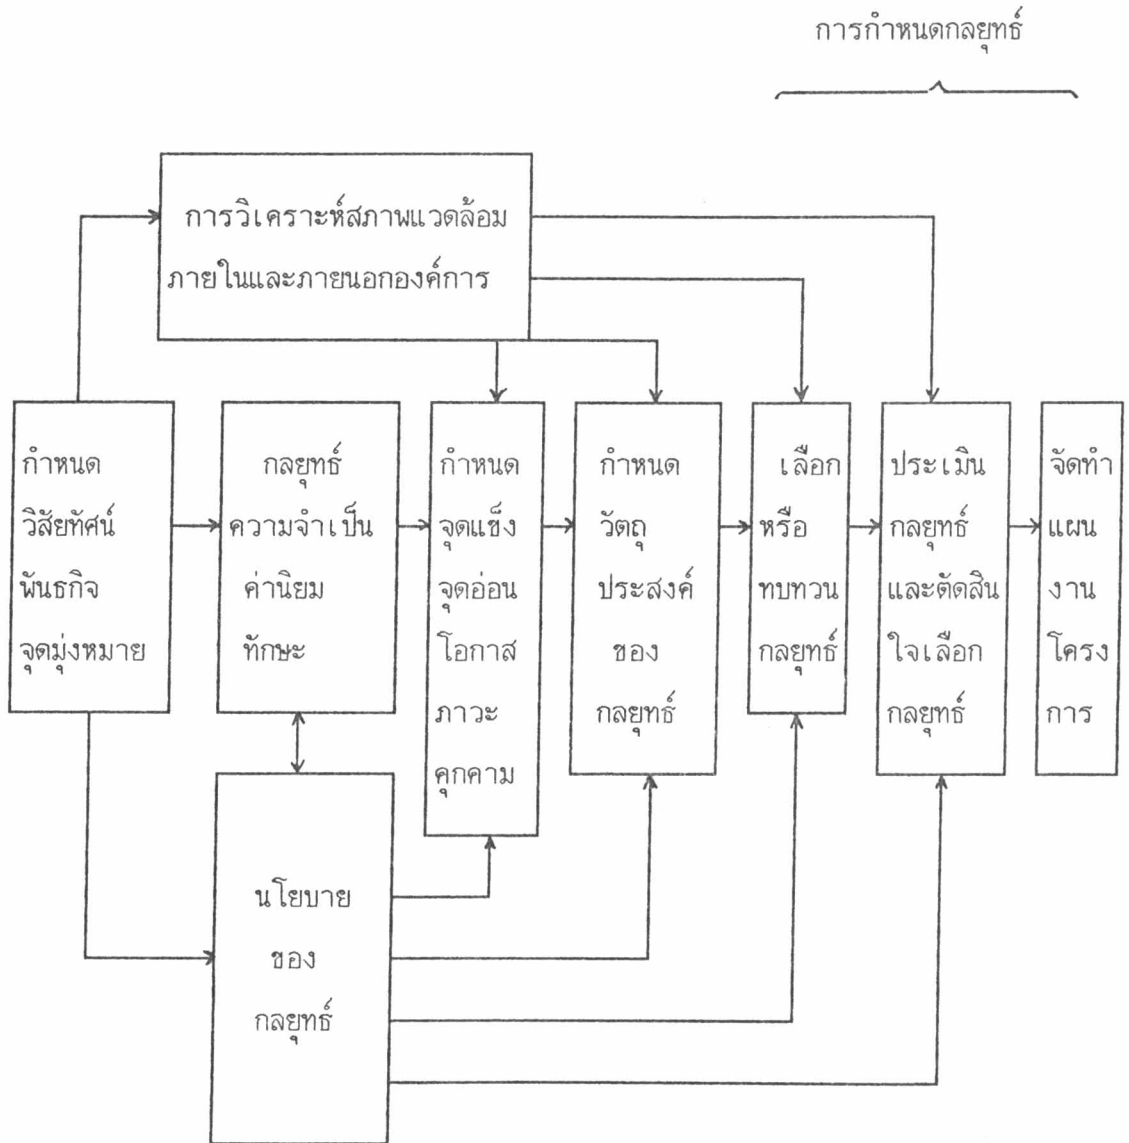 การกำหนดกลยุทธ์
การวิเคราะห์สภาพแวดล้อม
ภายในและภายนอกองค์การ
กำหนด
วิสัยทัศน์
พันธกิจ
จุดมุ่งหมาย
กลยุทธ์
ความจำเป็น
ค่านิยม
ทักษะ
กำหนด
จุดแข็ง
จุดอ่อน
โอกาส
ภาวะ
คุกคาม
กำหนด
วัตถุ
ประสงค์
ของ
กลยุทธ์
เลือก
หรือ
ทบทวน
กลยุทธ์
ประเมิน
กลยุทธ์
และตัดสิน
ใจเลือก
กลยุทธ์
จัดทำ
แผน
งาน
โครง
การ
นโยบาย
ของ
กลยุทธ์